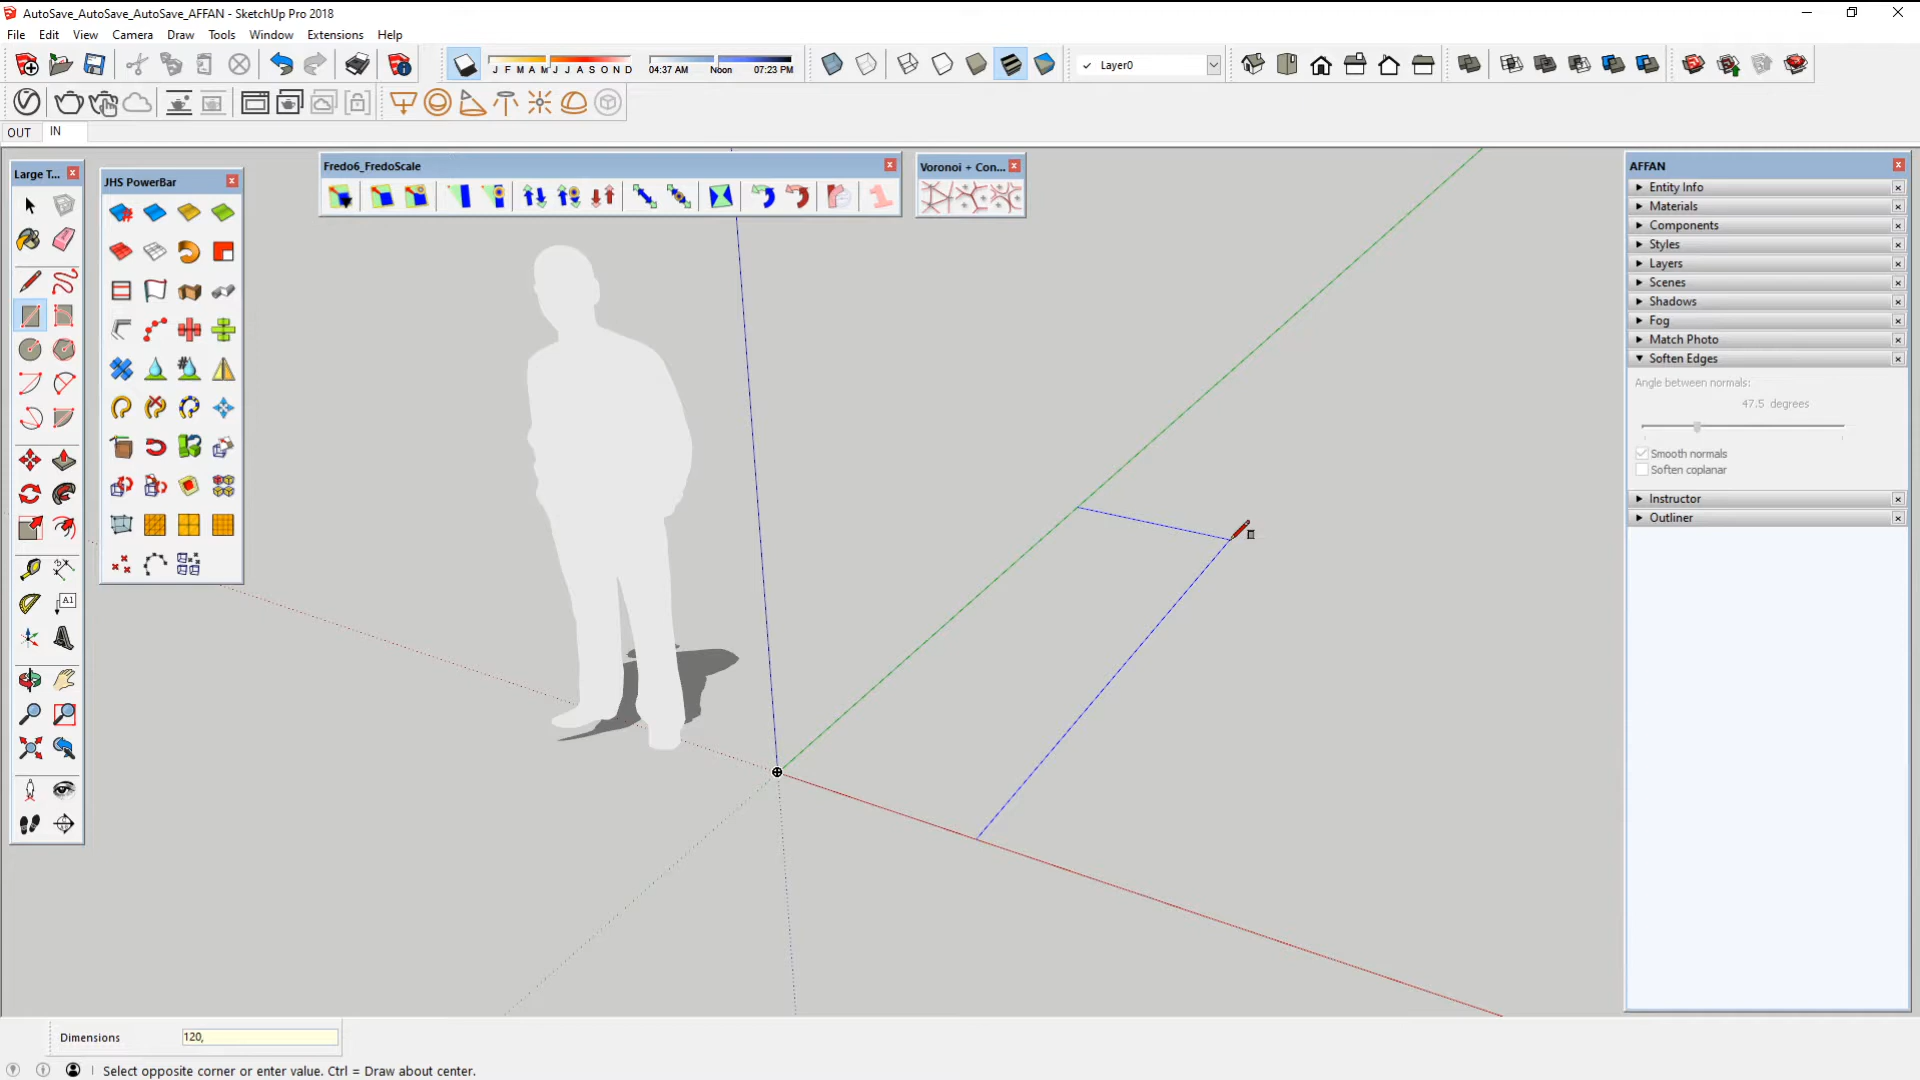 AutoSave_AutoSave_AutoSave_AFFAN - SketchUp Pro 2018
File Edit View Camera Draw Tools Window Extensions Help
J F M A M J J A S O N D
04:37 AM Noon 07:23 PM
Layer0
OUT IN
Large T...
JHS PowerBar
Fredo6_FredoScale
Voronoi + Con...
A1
AFFAN
Entity Info
Materials
Components
Styles
Layers
Scenes
Shadows
Fog
Match Photo
Soften Edges
Angle between normals:
47.5 degrees
Smooth normals
Soften coplanar
Instructor
Outliner
Dimensions 120,
Select opposite corner or enter value. Ctrl = Draw about center.